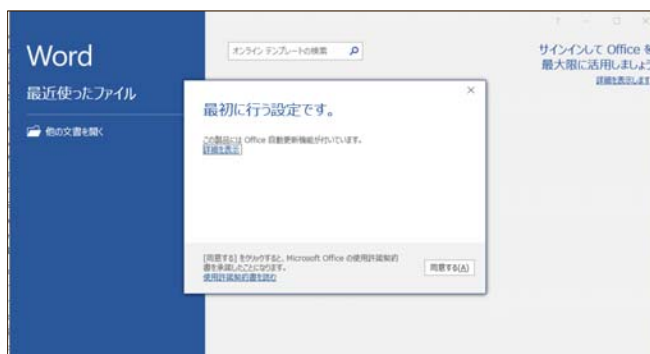 Word
最近使ったファイル
他の文書を開く
オンライン テンプレートの検索
サインインして Office を
最大限に活用しましょう
詳細を表示します
最初に行う設定です。
この製品には Office 自動更新機能が付いています。
詳細を表示
[同意する] をクリックすると、Microsoft Office の使用許諾契約
書を承諾したことになります。
使用許諾契約書を読む
同意する(A)